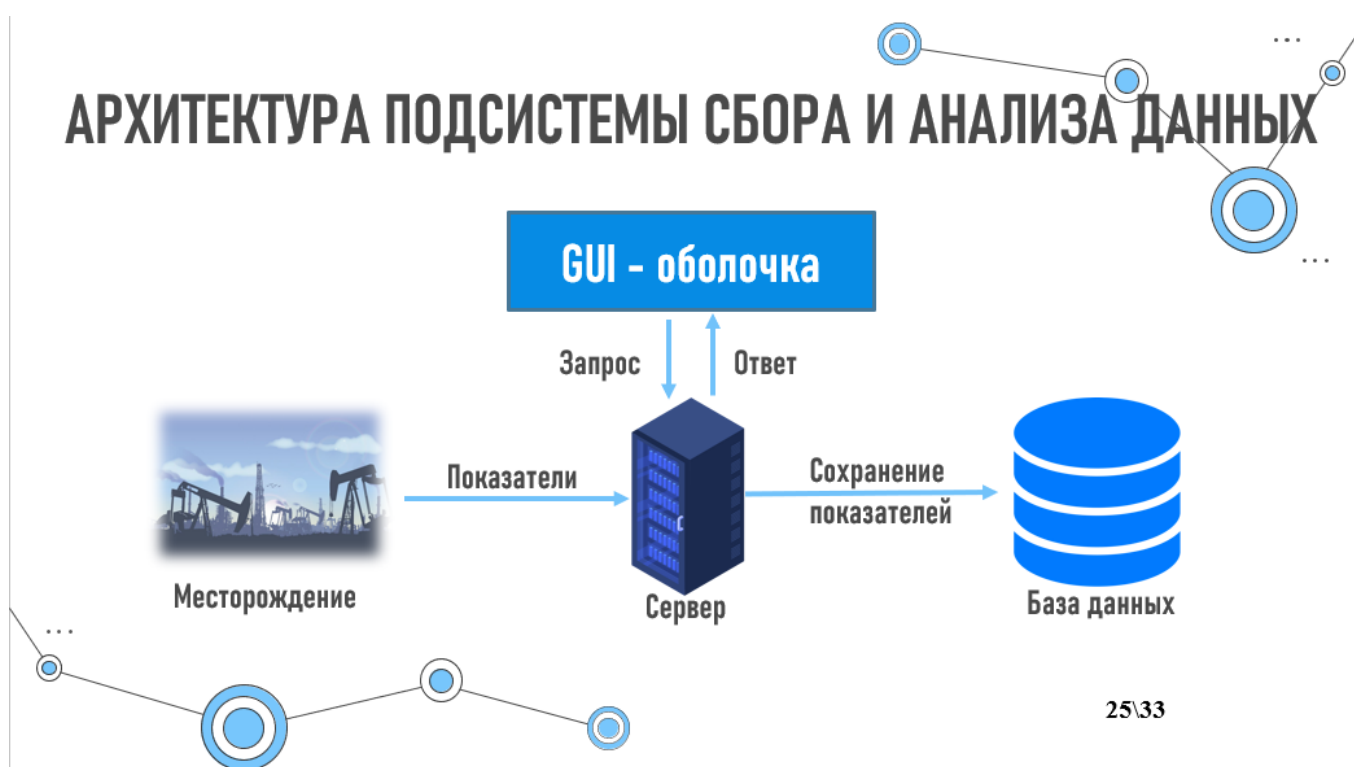 ...
АРХИТЕКТУРА ПОДСИСТЕМЫ СБОРА И АНАЛИЗА ДАННЫХ
...
GUI - оболочка
Запрос
Ответ
Показатели
Сохранение
показателей
Месторождение
Сервер
База данных
...
25\33